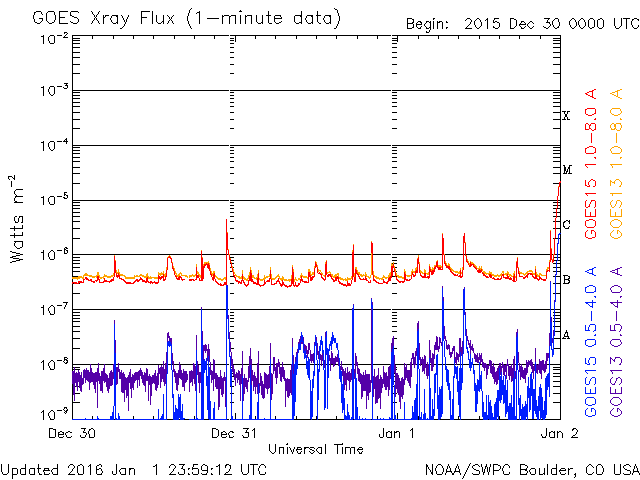 GOES Xray Flux (1-minute data)
Begin: 2015 Dec 30 0000 UTC
10-2
10-3
10-4
10-5
10-6
10-7
10-8
10-9
Watts m-2
X
M
C
B
A
GOES15 1.0-8.0 A
GOES13 1.0-8.0 A
GOES15 0.5-4.0 A
GOES13 0.5-4.0 A
Dec 30
Dec 31
Jan 1
Jan 2
Universal Time
Updated 2016 Jan 1 23:59:12 UTC
NOAA/SWPC Boulder, CO USA